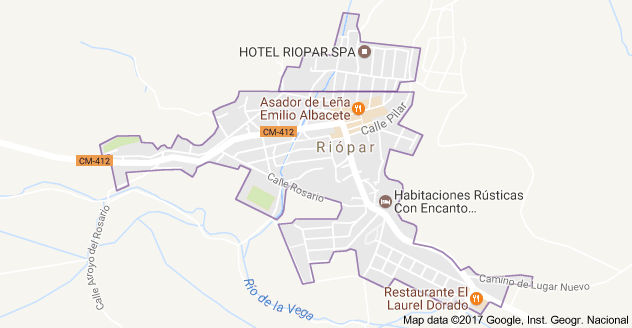 HOTEL RIOPAR SPA
Asador de Leña
Emilio Albacete
Calle Pilar
CM-412
Riópar
CM-412
Calle Rosario
Habitaciones Rústicas
Con Encanto...
Calle Arroyo del Rosario
Río de la Vega
Camino de Lugar Nuevo
Restaurante El
Laurel Dorado
Map data ©2017 Google, Inst. Geogr. Nacional